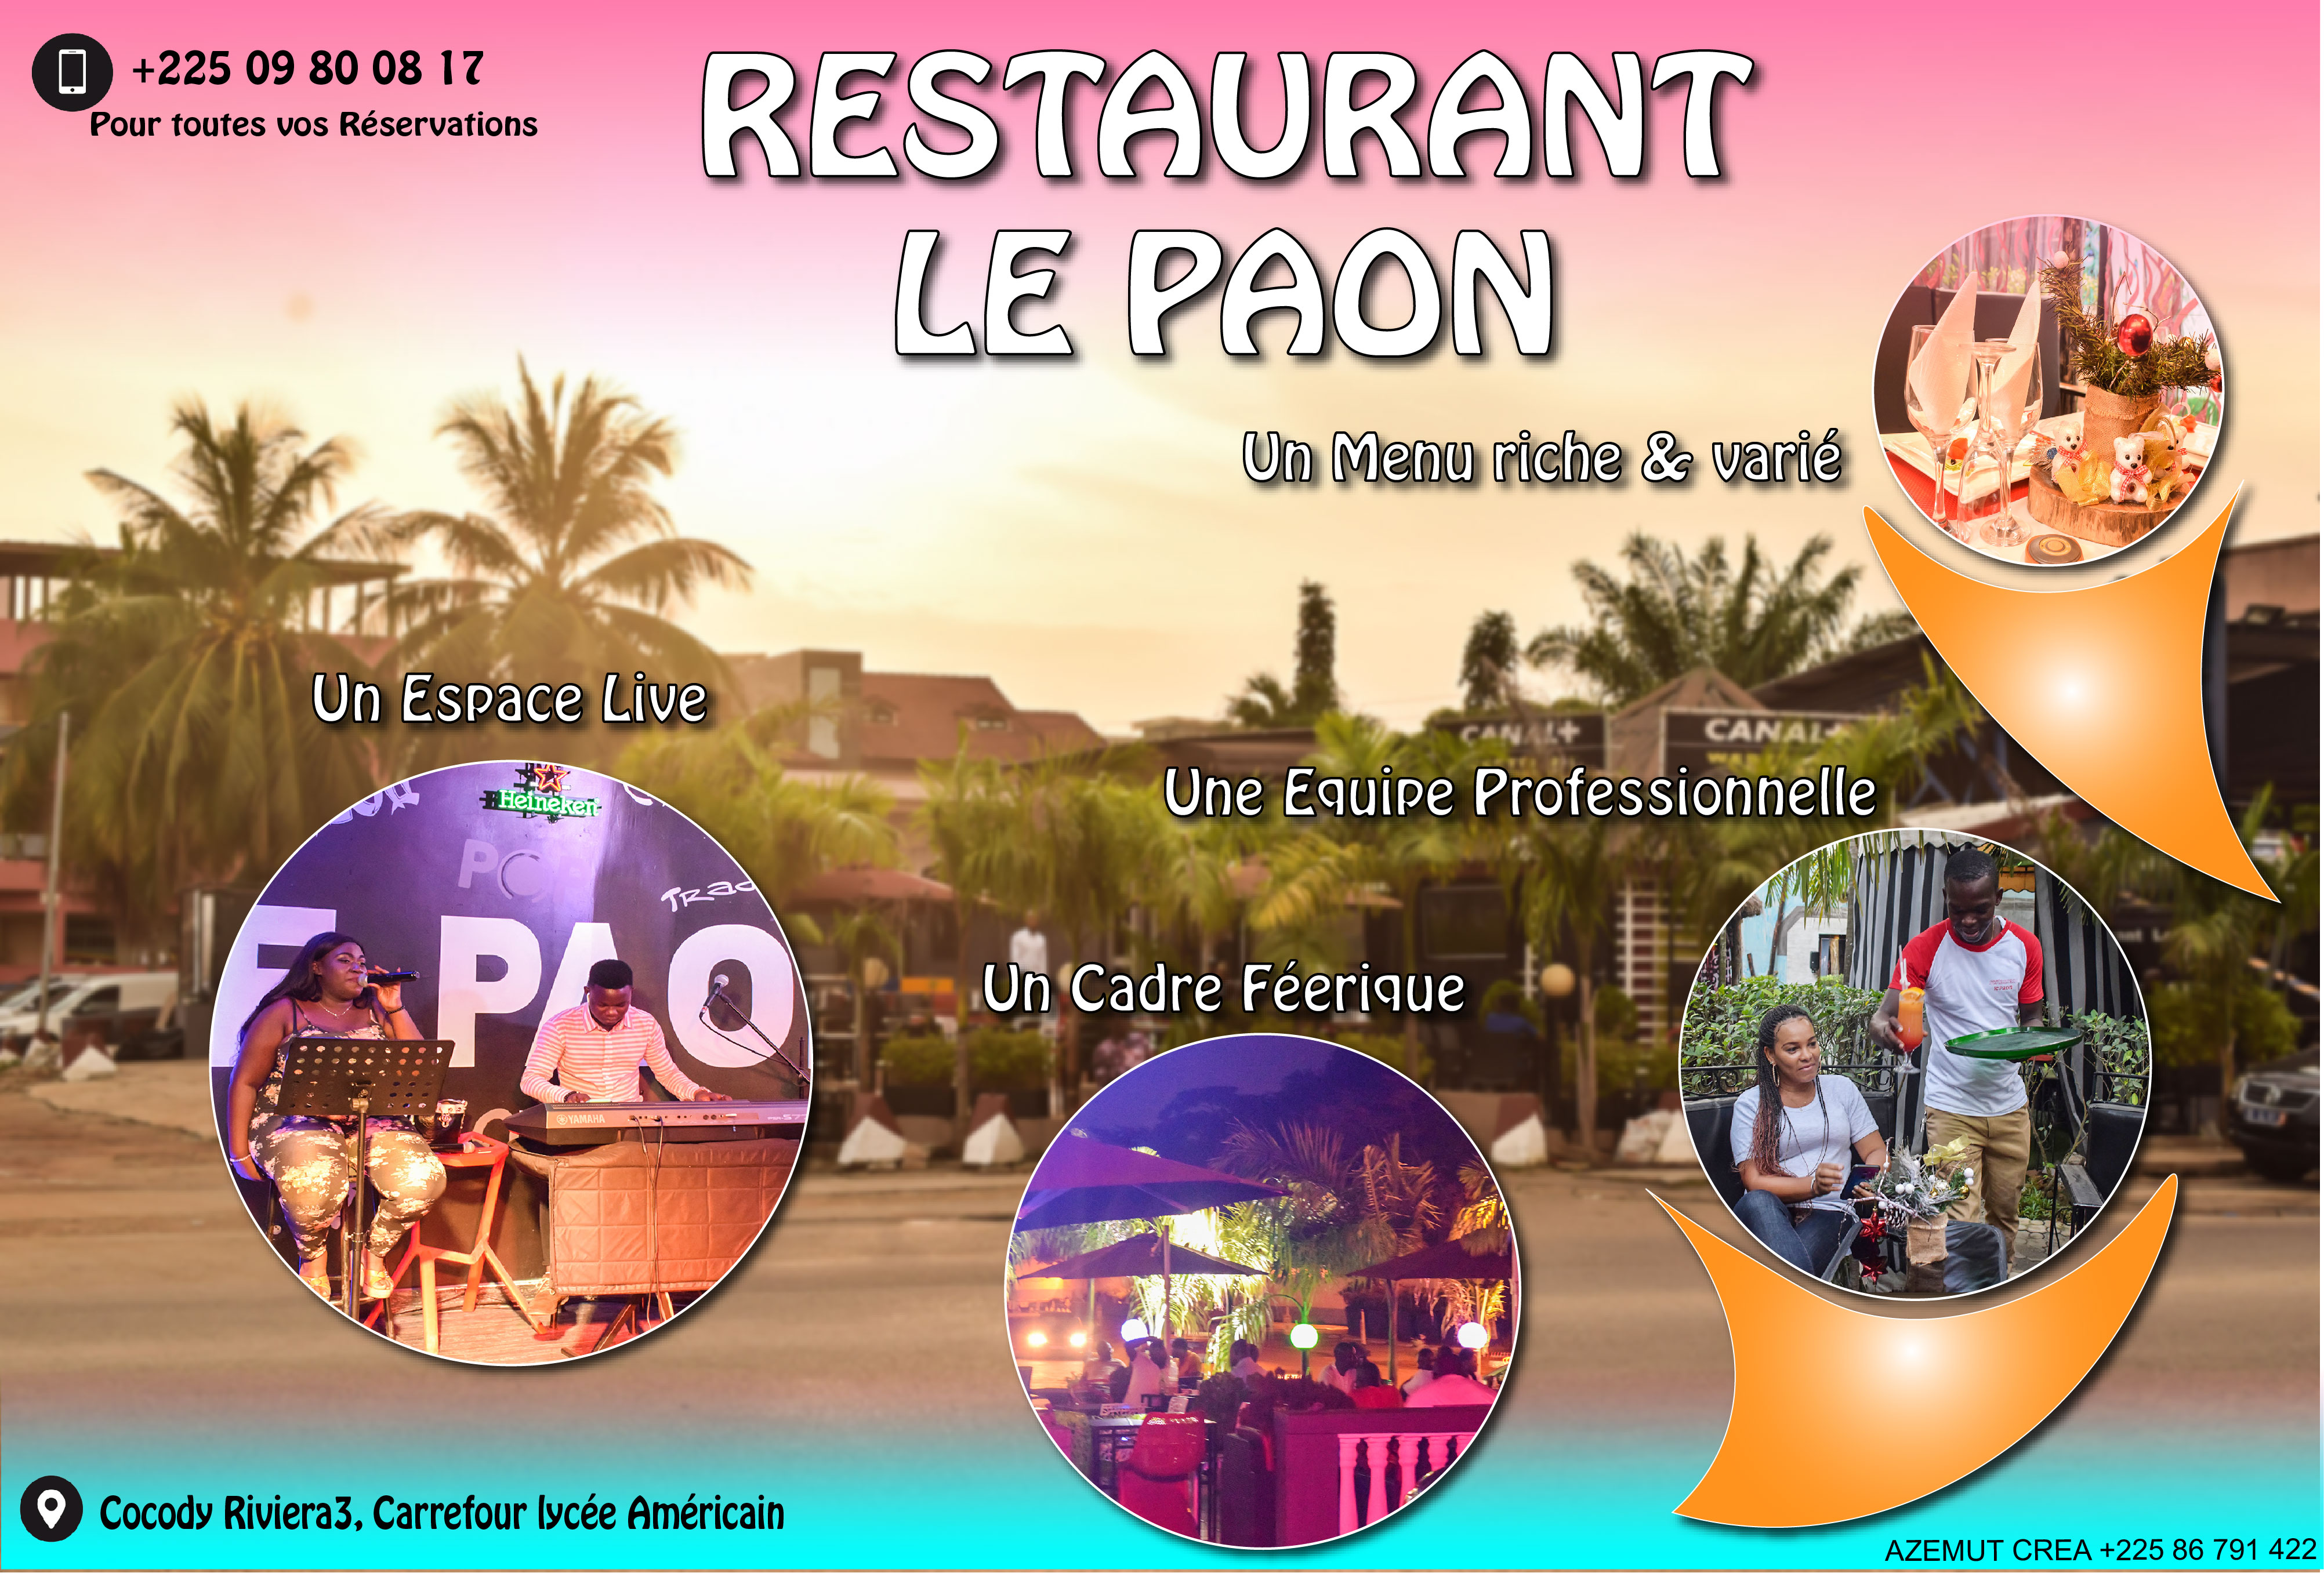 +225 09 80 08 17
Pour toutes vos Réservations
RESTAURANT
LE PAON
Un Menu riche & varié
Un Espace Live
CANAL+
CANAL+
Une Equipe Professionnelle
Heineken
PAO
YAMAHA
Un Cadre Féerique
Cocody Riviera3, Carrefour lycée Américain
AZEMUT CREA +225 86 791 422